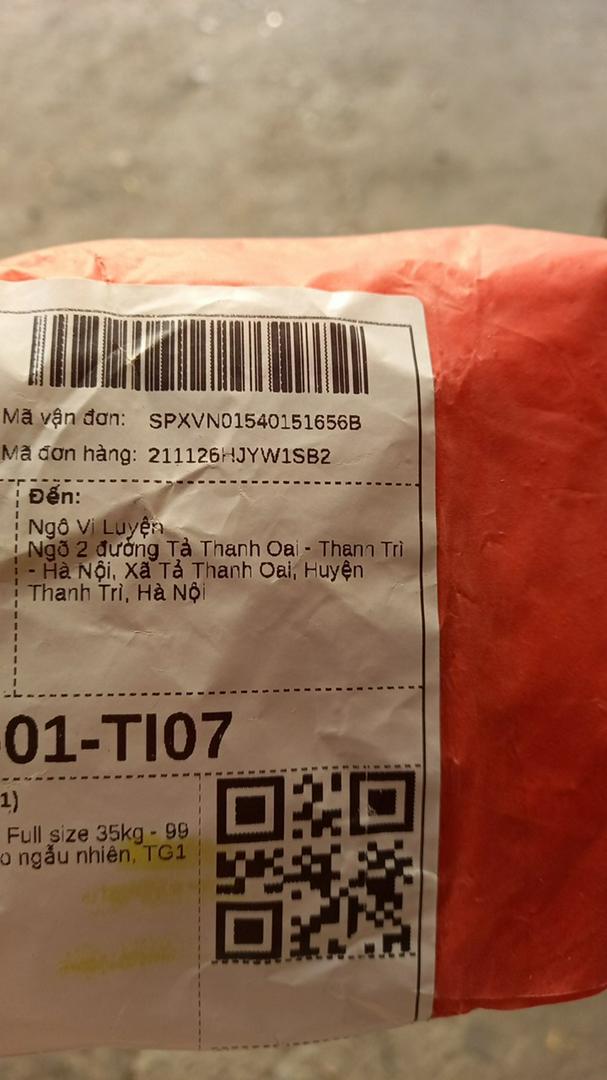 Mã vận đơn: SPXVN01540151656B
Mã đơn hàng: 211126HJYW1SB2
Đến:
Ngô Vi Luyện
Ngõ 2 đường Tả Thanh Oai - Thanh Trì
- Hà Nội, Xã Tả Thanh Oai, Huyện
Thanh Trì, Hà Nội
01-TI07
1)
Full size 35kg - 99
o ngẫu nhiên, TG1